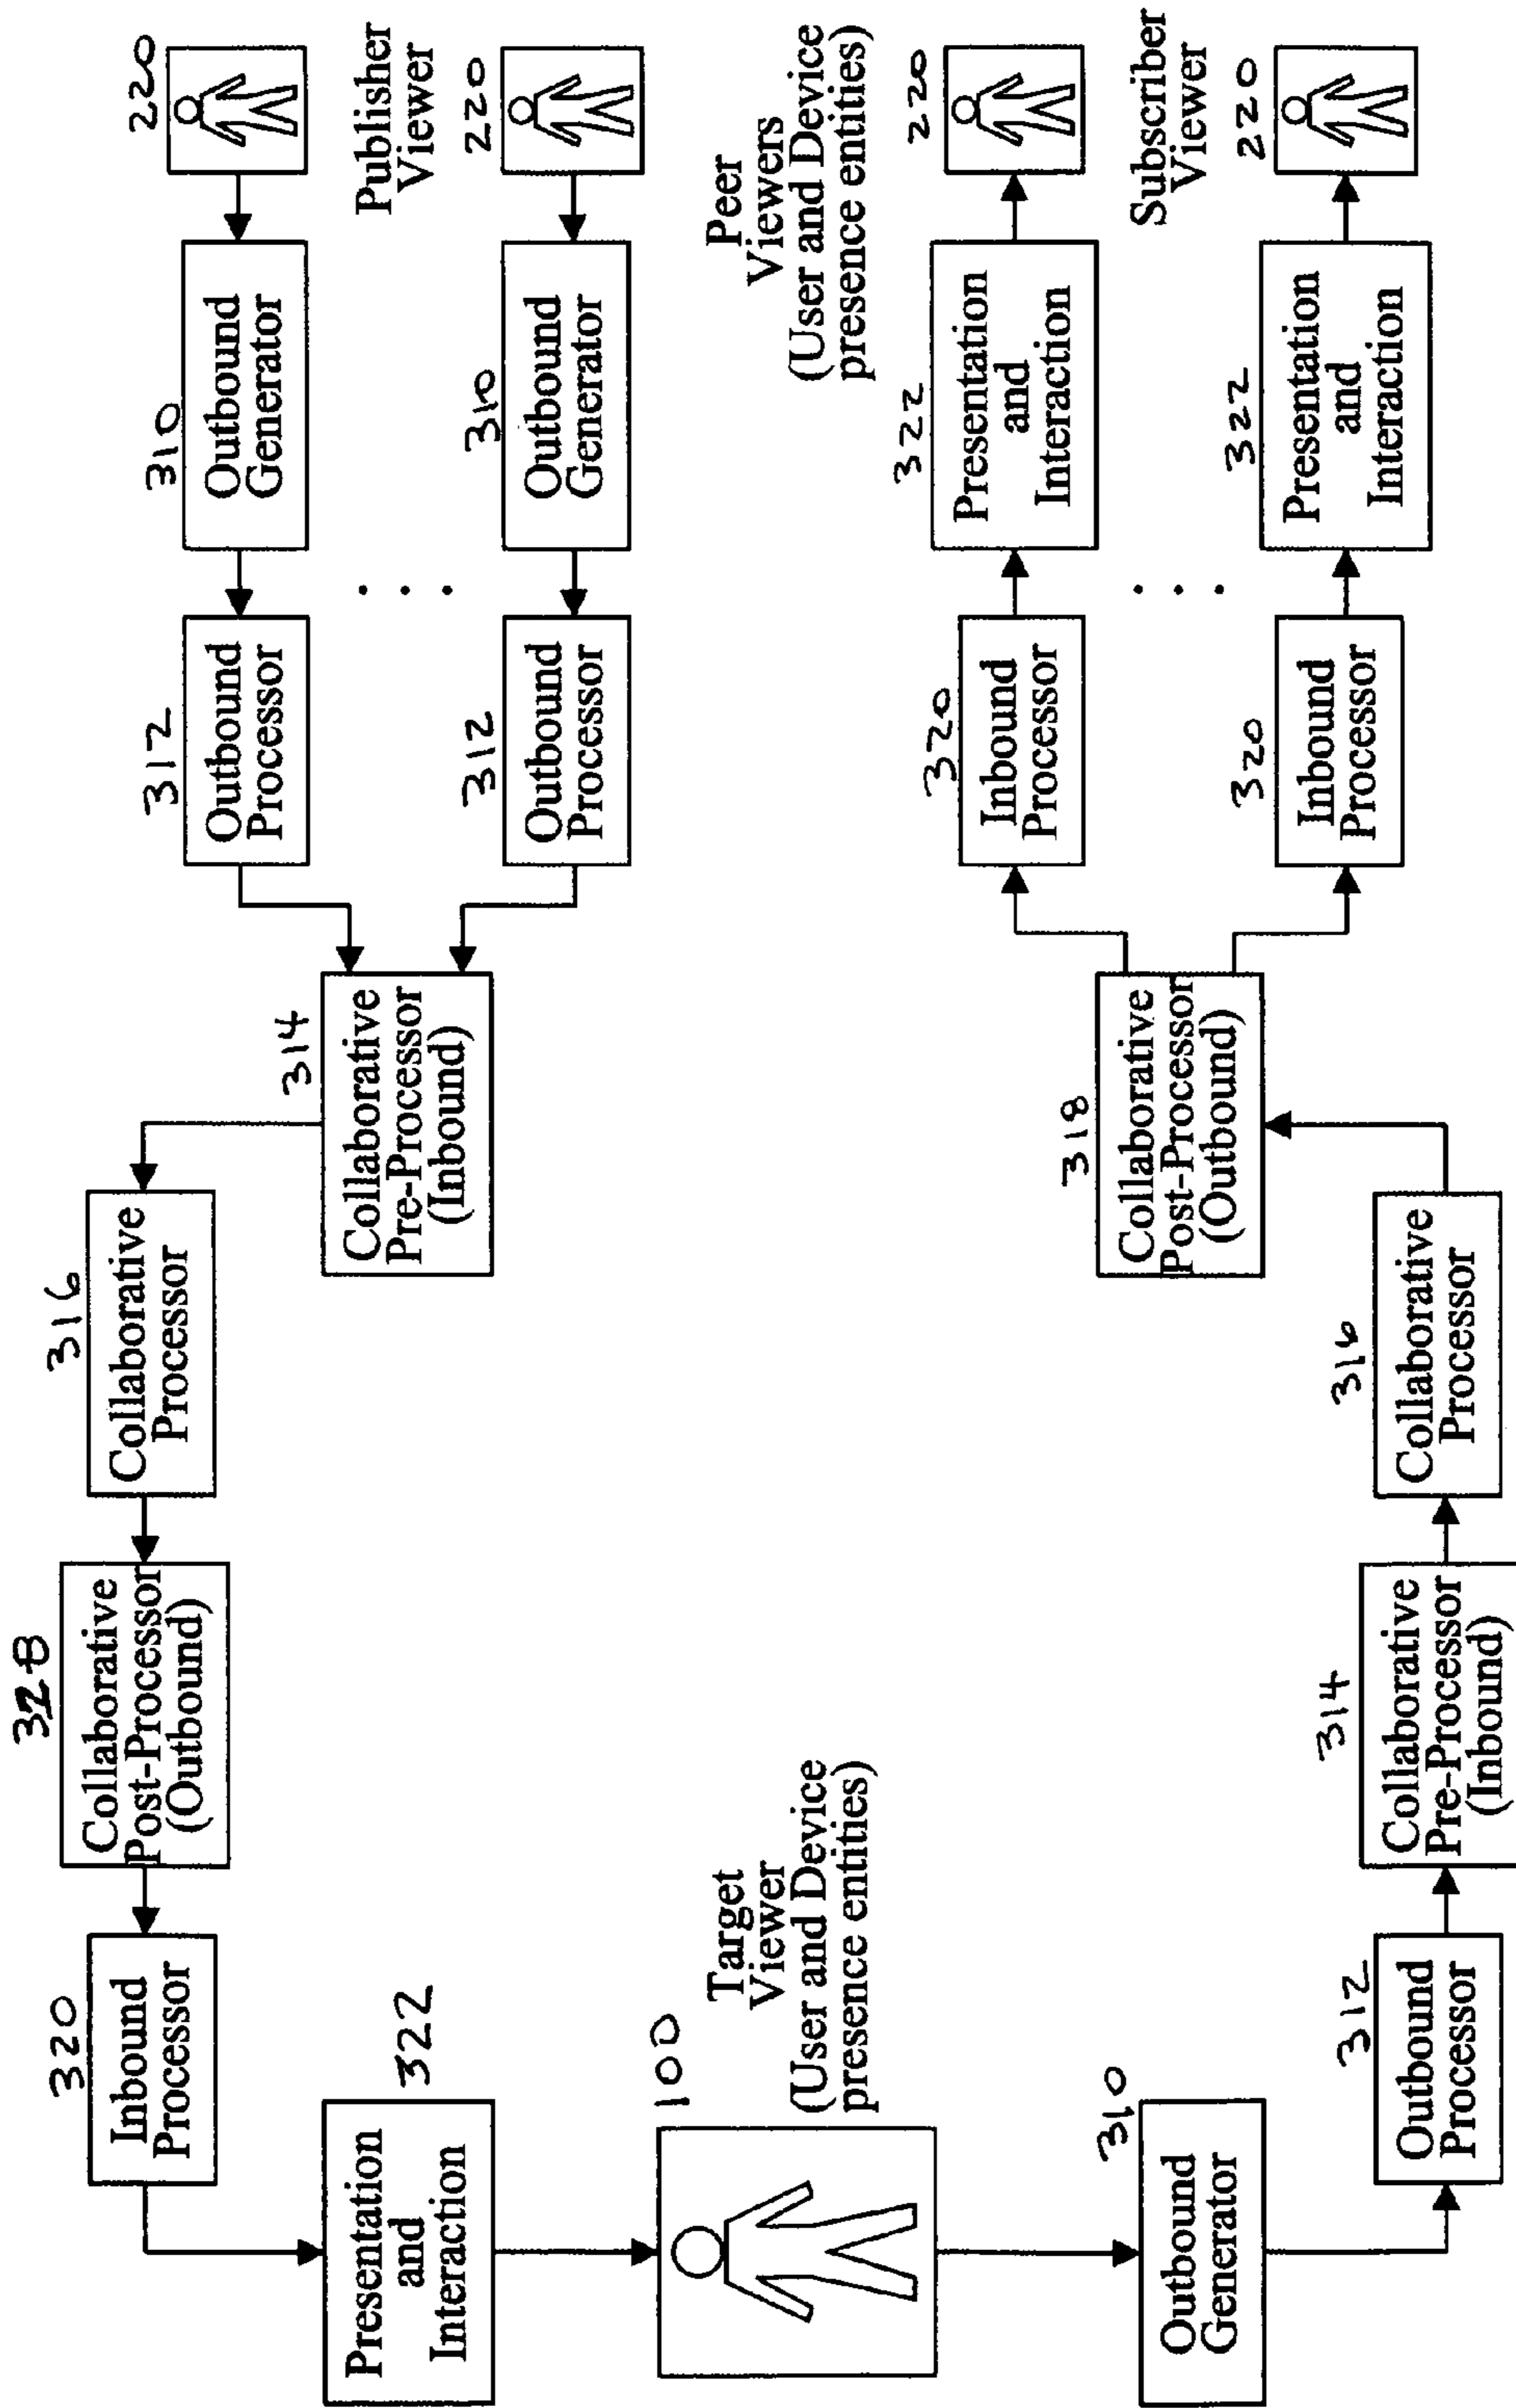 320
Inbound
Processor
328
Collaborative
Post-Processor
(Outbound)
316
Collaborative
Processor
314
Collaborative
Pre-Processor
(Inbound)
312
Outbound
Processor
310
Outbound
Generator
220
Publisher
Viewer
312
Outbound
Processor
310
Outbound
Generator
220
322
Presentation
and
Interaction
100
Target
Viewer
(User and Device
presence entities)
Peer
Viewers
(User and Device
presence entities)
310
Outbound
Generator
312
Outbound
Processor
314
Collaborative
Pre-Processor
(Inbound)
316
Collaborative
Processor
318
Collaborative
Post-Processor
(Outbound)
320
Inbound
Processor
322
Presentation
and
Interaction
220
Subscriber
Viewer
320
Inbound
Processor
322
Presentation
and
Interaction
220